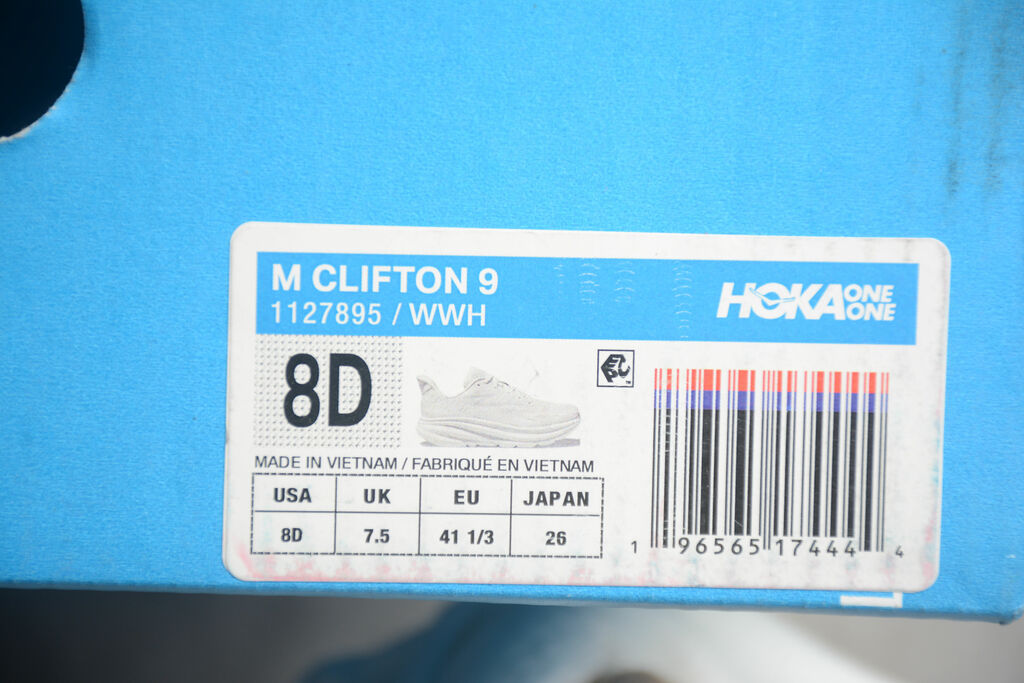 M CLIFTON 9
1127895 / WWH
HOKA ONE ONE
8D
MADE IN VIETNAM / FABRIQUÉ EN VIETNAM
USA UK EU JAPAN
8D 7.5 41 1/3 26
1 96565 17444 4